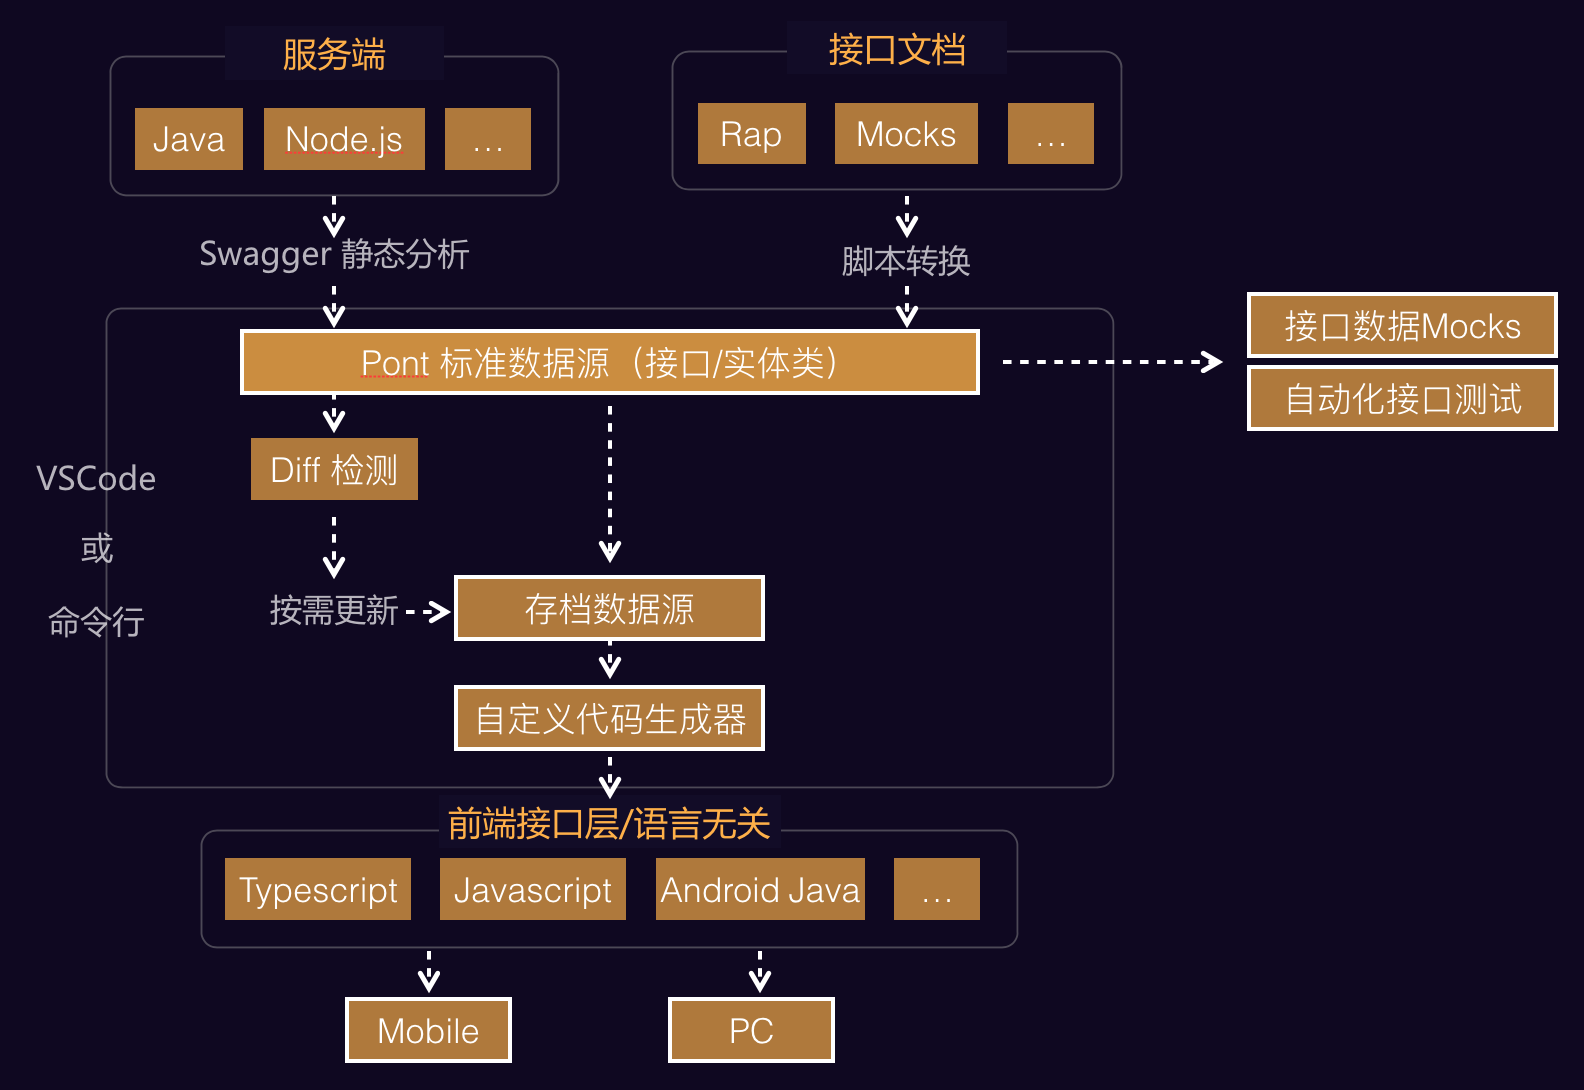 服务端
接口文档
Java
Node.js
...
Rap
Mocks
...
Swagger 静态分析
脚本转换
接口数据Mocks
自动化接口测试
Pont 标准数据源（接口/实体类）
Diff 检测
VSCode
或
命令行
按需更新
存档数据源
自定义代码生成器
前端接口层/语言无关
Typescript
Javascript
Android Java
...
Mobile
PC